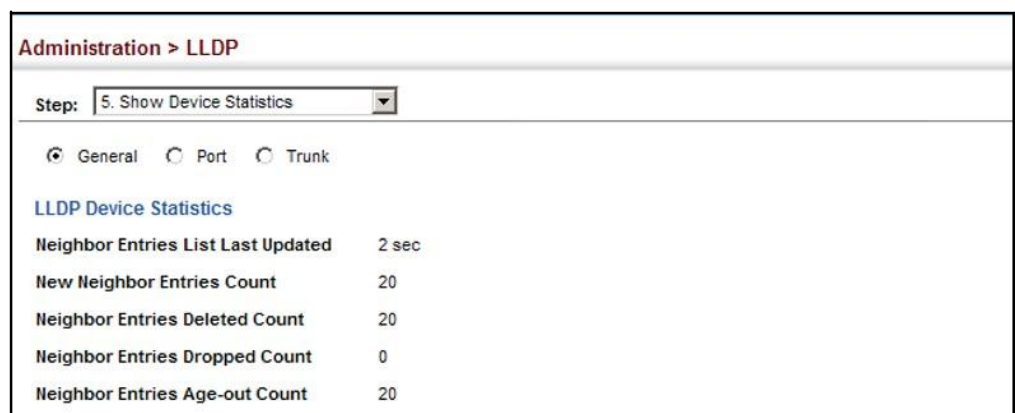 Administration > LLDP
Step: 5. Show Device Statistics
General Port Trunk
LLDP Device Statistics
Neighbor Entries List Last Updated 2 sec
New Neighbor Entries Count 20
Neighbor Entries Deleted Count 20
Neighbor Entries Dropped Count 0
Neighbor Entries Age-out Count 20